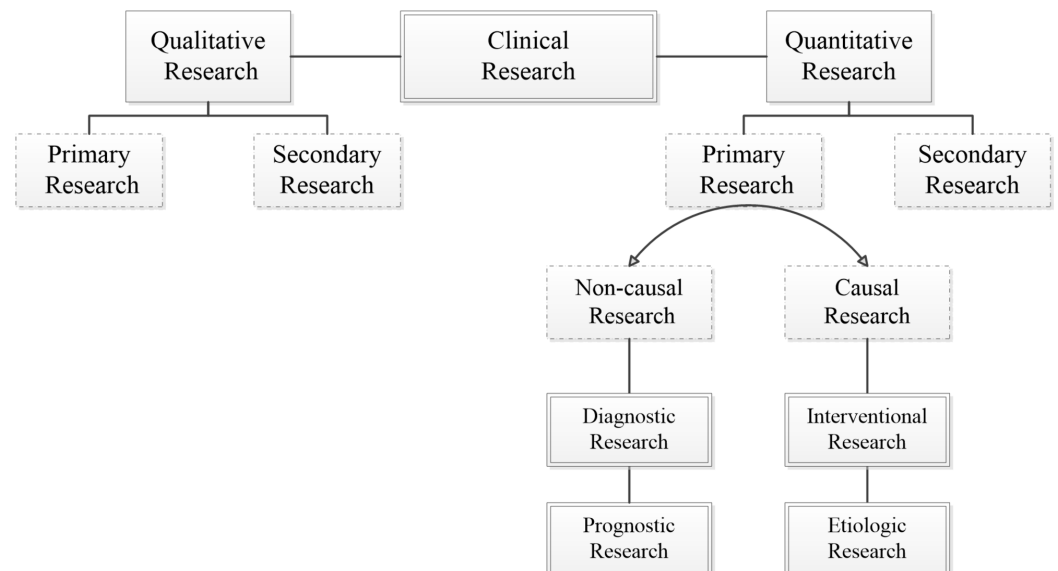 Qualitative
Research
Clinical
Research
Quantitative
Research
Primary
Research
Secondary
Research
Primary
Research
Secondary
Research
Non-causal
Research
Causal
Research
Diagnostic
Research
Interventional
Research
Prognostic
Research
Etiologic
Research